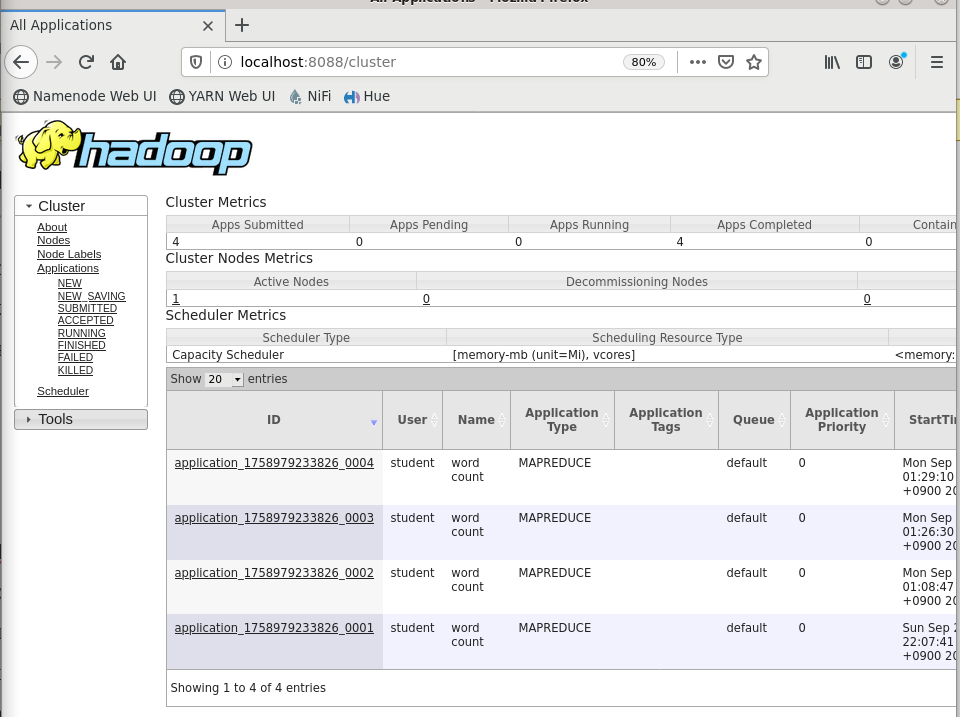 All Applications - Mozilla Firefox
All Applications
localhost:8088/cluster 80%
Namenode Web UI YARN Web UI NiFi Hue
hadoop
Cluster
About
Nodes
Node Labels
Applications
NEW
NEW_SAVING
SUBMITTED
ACCEPTED
RUNNING
FINISHED
FAILED
KILLED
Scheduler
Tools
Cluster Metrics
Apps Submitted Apps Pending Apps Running Apps Completed Contain
4 0 0 4 0
Cluster Nodes Metrics
Active Nodes Decommissioning Nodes
1 0 0
Scheduler Metrics
Scheduler Type Scheduling Resource Type
Capacity Scheduler [memory-mb (unit=Mi), vcores] <memory:
Show 20 entries
ID User Name Application Type Application Tags Queue Application Priority StartTi
application_1758979233826_0004 student word count MAPREDUCE default 0 Mon Sep 01:29:10 +0900 20
application_1758979233826_0003 student word count MAPREDUCE default 0 Mon Sep 01:26:30 +0900 20
application_1758979233826_0002 student word count MAPREDUCE default 0 Mon Sep 01:08:47 +0900 20
application_1758979233826_0001 student word count MAPREDUCE default 0 Sun Sep 22:07:41 +0900 20
Showing 1 to 4 of 4 entries